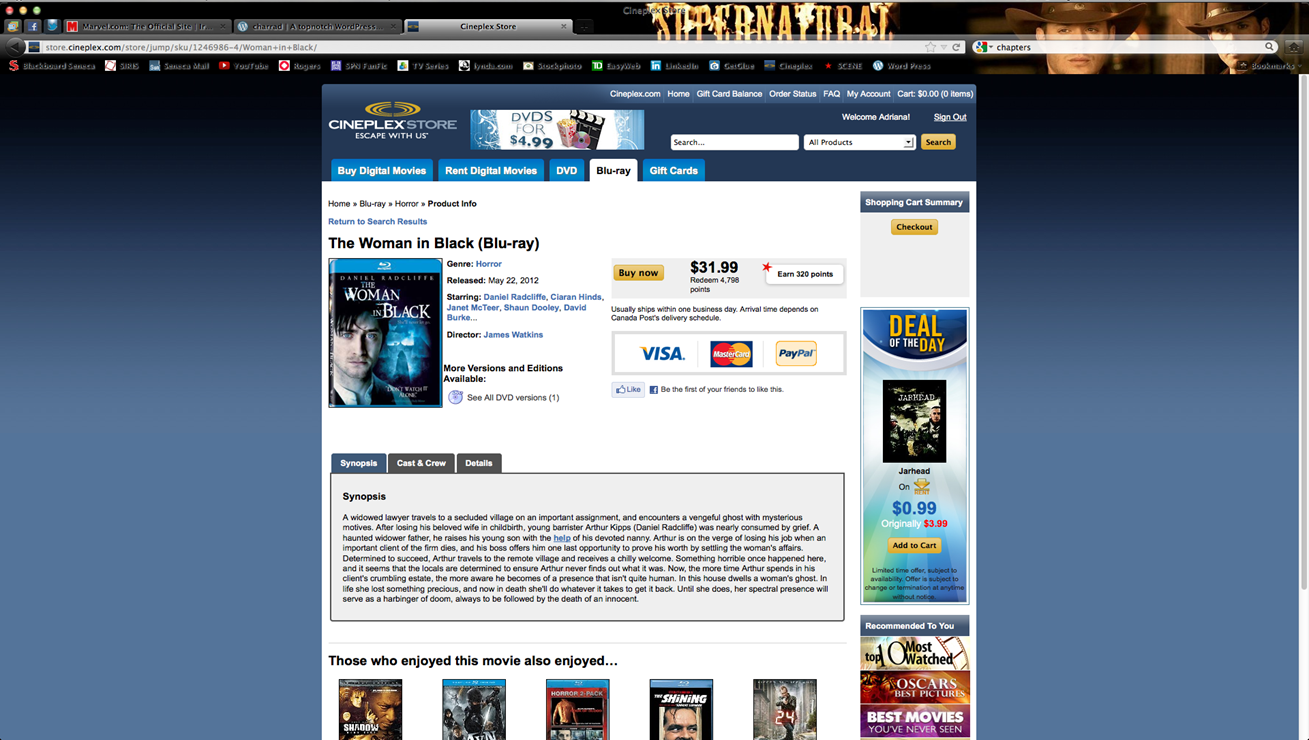 Cineplex Store
SUPERNATURAL
Marvel.com: The Official Site | Ir...
charrad | A topnotch WordPress...
Cineplex Store
store.cineplex.com/store/jump/sku/1246986-4/Woman+in+Black/
chapters
Blackboard Seneca
SIRIS
Seneca Mail
YouTube
Rogers
SPN FanFic
TV Series
lynda.com
iStockphoto
EasyWeb
LinkedIn
GetGlue
Cineplex
SCENE
Word Press
Bookmarks
Cineplex.com
Home
Gift Card Balance
Order Status
FAQ
My Account
Cart: $0.00 (0 items)
CINEPLEX STORE
ESCAPE WITH US
DVDS
FOR
$4.99
Welcome Adriana!
Sign Out
Search...
All Products
Search
Buy Digital Movies
Rent Digital Movies
DVD
Blu-ray
Gift Cards
Home » Blu-ray » Horror » Product Info
Return to Search Results
The Woman in Black (Blu-ray)
DANIEL RADCLIFFE
THE
WOMAN
IN BLACK
DON'T WATCH IT
ALONE
Genre: Horror
Released: May 22, 2012
Starring: Daniel Radcliffe, Ciaran Hinds,
Janet McTeer, Shaun Dooley, David
Burke...
Director: James Watkins
More Versions and Editions
Available:
See All DVD versions (1)
Buy now
$31.99
Redeem 4,798
points
Earn 320 points
Usually ships within one business day. Arrival time depends on
Canada Post's delivery schedule.
VISA
MasterCard
PayPal
Like
Be the first of your friends to like this.
Synopsis
Cast & Crew
Details
Synopsis
A widowed lawyer travels to a secluded village on an important assignment, and encounters a vengeful ghost with mysterious
motives. After losing his beloved wife in childbirth, young barrister Arthur Kipps (Daniel Radcliffe) was nearly consumed by grief. A
haunted widower father, he raises his young son with the help of his devoted nanny. Arthur is on the verge of losing his job when an
important client of the firm dies, and his boss offers him one last opportunity to prove his worth by settling the woman's affairs.
Determined to succeed, Arthur travels to the remote village and receives a chilly welcome. Something horrible once happened here,
and it seems that the locals are determined to ensure Arthur never finds out what it was. Now, the more time Arthur spends in his
client's crumbling estate, the more aware he becomes of a presence that isn't quite human. In this house dwells a woman's ghost. In
life she lost something precious, and now in death she'll do whatever it takes to get it back. Until she does, her spectral presence will
serve as a harbinger of doom, always to be followed by the death of an innocent.
Those who enjoyed this movie also enjoyed...
SHADOW
HORROR 2-PACK
THE
SHINING
24
Shopping Cart Summary
Checkout
DEAL
OF THE DAY
JARHEAD
Jarhead
On
$0.99
Originally $3.99
Add to Cart
Limited time offer, subject to
availability. Offer is subject to
change or termination at anytime
without notice.
Recommended To You
top 10 Most
Watched
OSCARS
BEST PICTURES
BEST MOVIES
YOU'VE NEVER SEEN